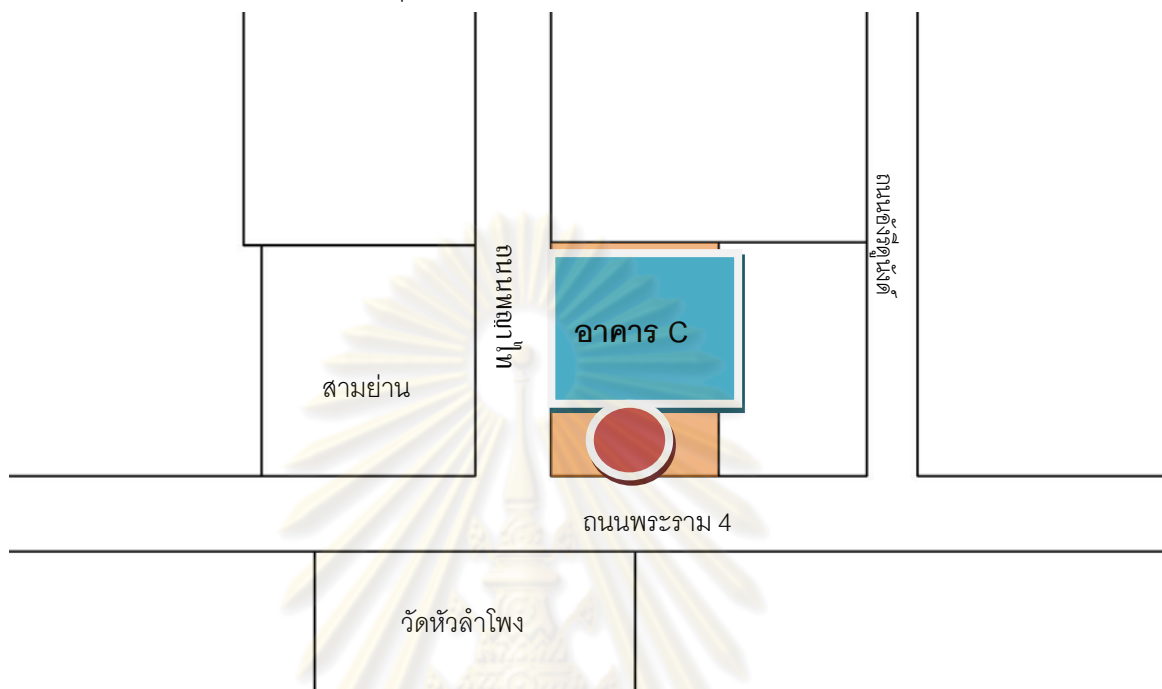 ถนนอังรีดูนังต์
ถนนพญาไท
อาคาร C
สามย่าน
ถนนพระราม 4
วัดหัวลำโพง